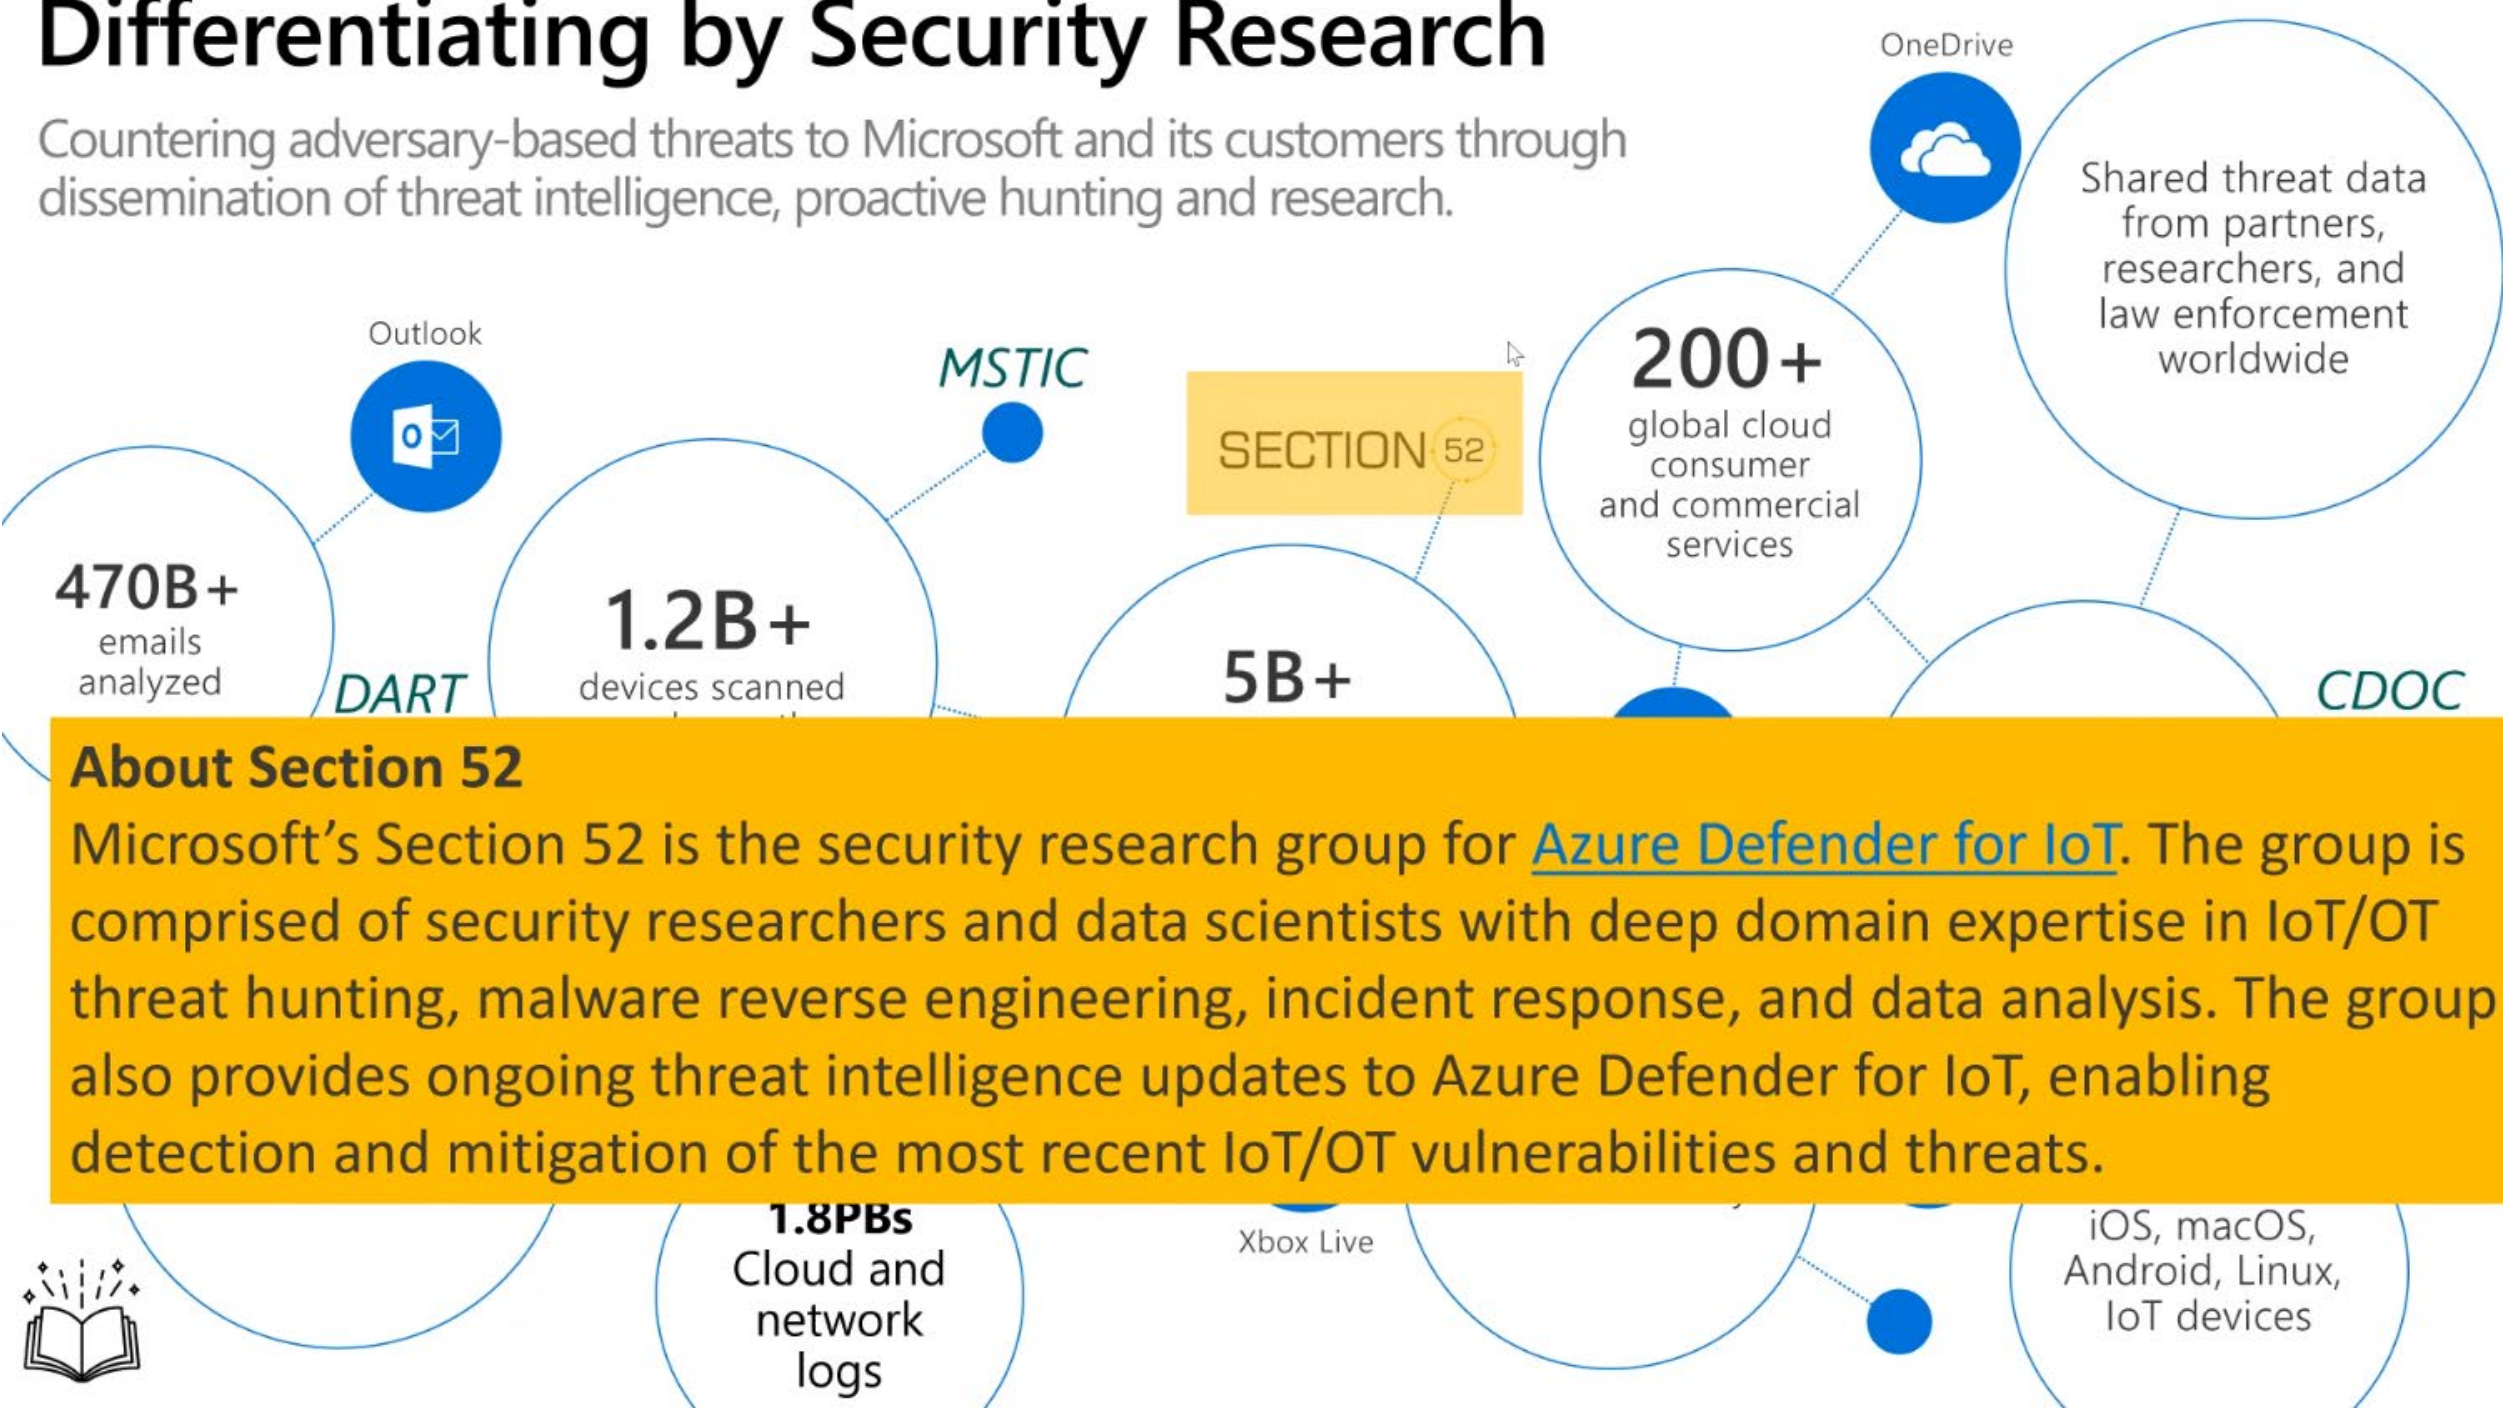 Differentiating by Security Research
Countering adversary-based threats to Microsoft and its customers through
dissemination of threat intelligence, proactive hunting and research.
OneDrive
Shared threat data
from partners,
researchers, and
law enforcement
worldwide
Outlook
MSTIC
SECTION 52
200+
global cloud
consumer
and commercial
services
470B+
emails
analyzed
DART
1.2B+
devices scanned
5B+
CDOC
About Section 52
Microsoft’s Section 52 is the security research group for Azure Defender for IoT. The group is
comprised of security researchers and data scientists with deep domain expertise in IoT/OT
threat hunting, malware reverse engineering, incident response, and data analysis. The group
also provides ongoing threat intelligence updates to Azure Defender for IoT, enabling
detection and mitigation of the most recent IoT/OT vulnerabilities and threats.
1.8PBs
Cloud and
network
logs
Xbox Live
iOS, macOS,
Android, Linux,
IoT devices